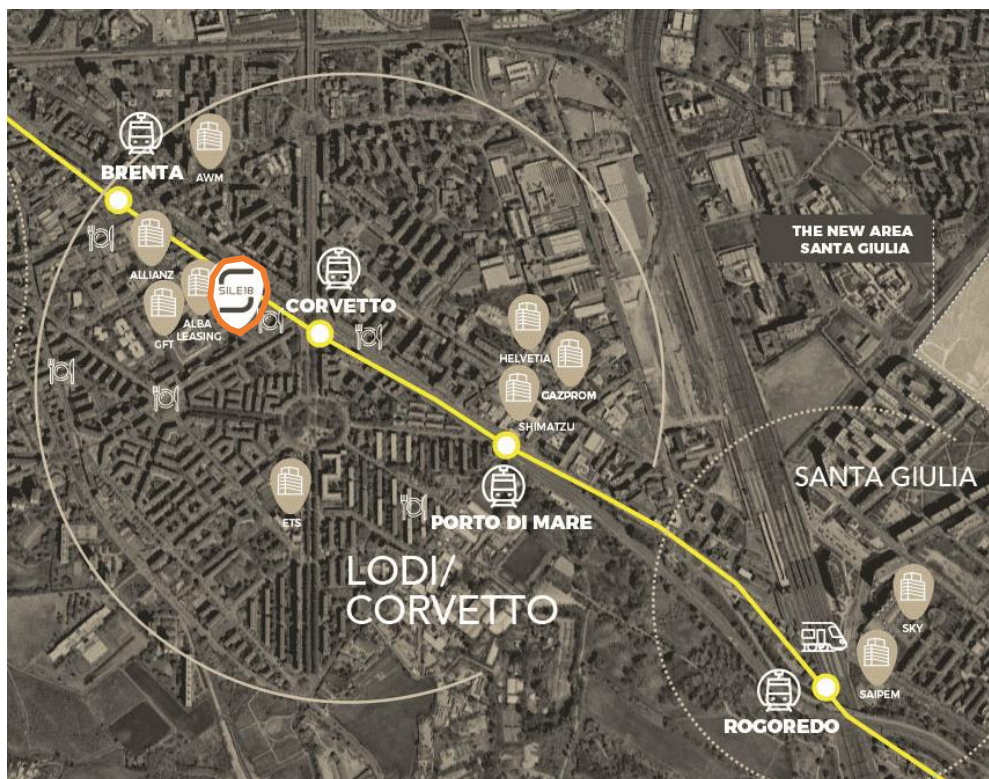 BRENTA
AWM
THE NEW AREA
SANTA GIULIA
ALLIANZ
SILE18
CORVETTO
ALBA
LEASING
GFT
HELVETIA
GAZPROM
SHIMATZU
SANTA GIULIA
ETS
PORTO DI MARE
LODI/
CORVETTO
SKY
SAIPEM
ROGOREDO